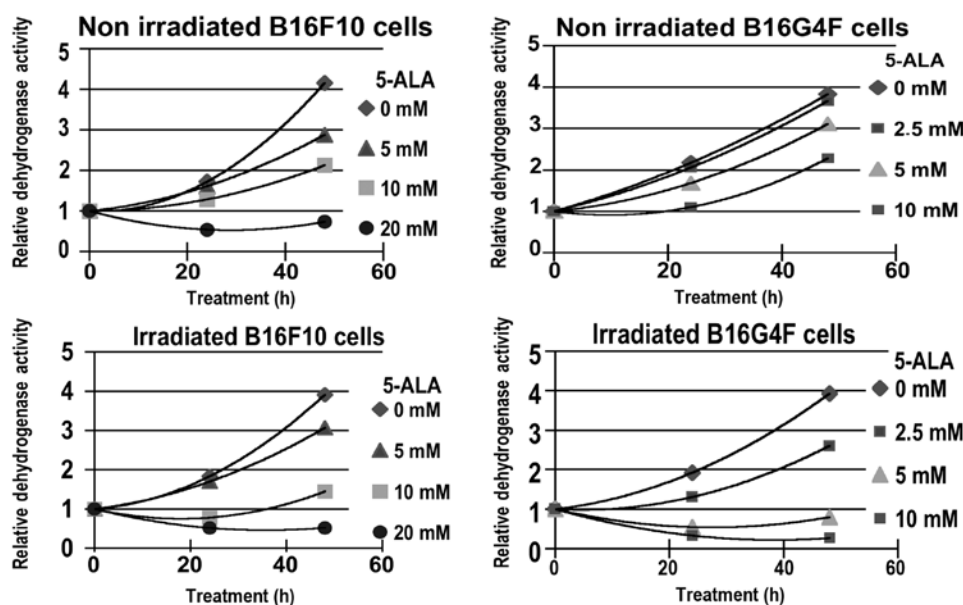 Non irradiated B16F10 cells
Relative dehydrogenase activity
5
4
3
2
1
0
0 20 40 60
Treatment (h)
5-ALA
0 mM
5 mM
10 mM
20 mM
Non irradiated B16G4F cells
Relative dehydrogenase activity
5
4
3
2
1
0
0 20 40 60
Treatment (h)
5-ALA
0 mM
2.5 mM
5 mM
10 mM
Irradiated B16F10 cells
Relative dehydrogenase activity
5
4
3
2
1
0
0 20 40 60
Treatment (h)
5-ALA
0 mM
5 mM
10 mM
20 mM
Irradiated B16G4F cells
Relative dehydrogenase activity
5
4
3
2
1
0
0 20 40 60
Treatment (h)
5-ALA
0 mM
2.5 mM
5 mM
10 mM